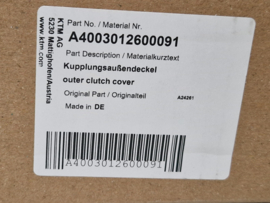 KTM AG
5230 Mattighofen/Austria
www.ktm.com
Part No. / Material Nr.
A4003012600091
Part Description / Materialkurztext
Kupplungsaußendeckel
outer clutch cover
Original Part / Originalteil
A24261
Made in DE
A4003012600091